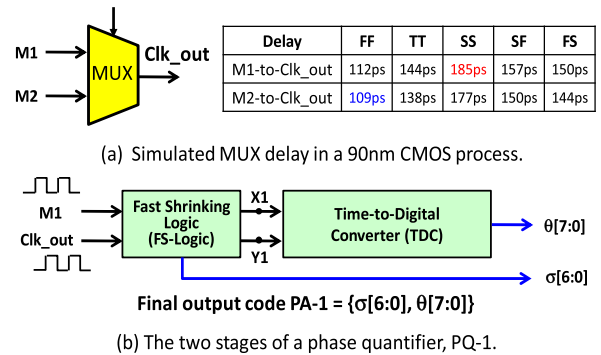 M1
M2
MUX
Clk_out
Delay FF TT SS SF FS
M1-to-Clk_out 112ps 144ps 185ps 157ps 150ps
M2-to-Clk_out 109ps 138ps 177ps 150ps 144ps
(a) Simulated MUX delay in a 90nm CMOS process.
M1
Clk_out
Fast Shrinking
Logic
(FS-Logic)
X1
Y1
Time-to-Digital
Converter (TDC)
θ[7:0]
σ[6:0]
Final output code PA-1 = {σ[6:0], θ[7:0]}
(b) The two stages of a phase quantifier, PQ-1.